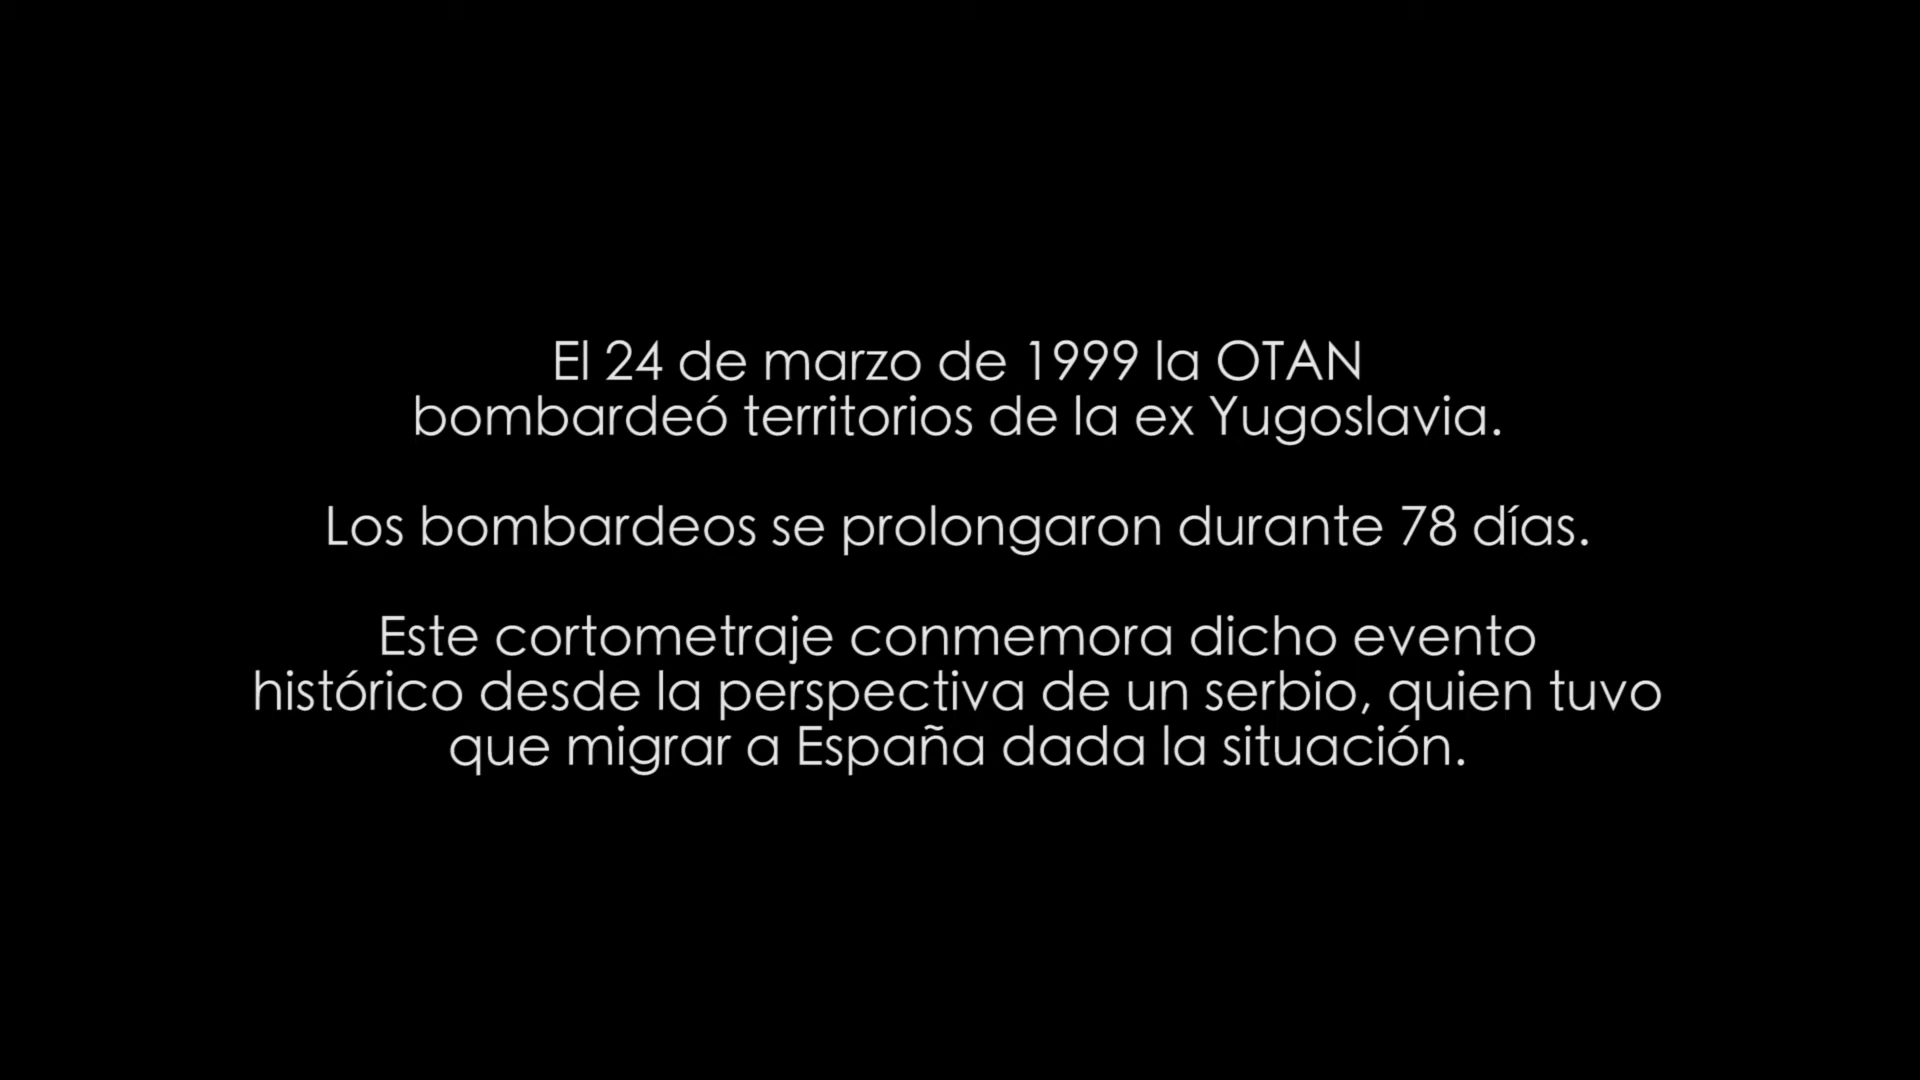 El 24 de marzo de 1999 la OTAN
bombardeó territorios de la ex Yugoslavia.
Los bombardeos se prolongaron durante 78 días.
Este cortometraje conmemora dicho evento
histórico desde la perspectiva de un serbio, quien tuvo
que migrar a España dada la situación.